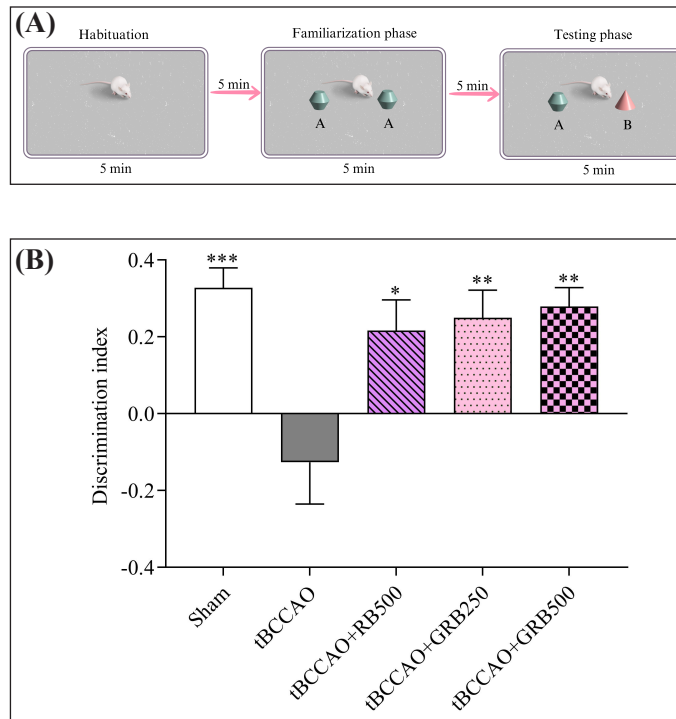 (A)
Habituation
Familiarization phase
Testing phase
5 min
5 min
A
A
A
B
5 min
5 min
5 min
(B)
***
*
**
**
0.4
0.2
0.0
-0.2
-0.4
Discrimination index
Sham
tBCCAO
tBCCAO+RB500
tBCCAO+GRB250
tBCCAO+GRB500